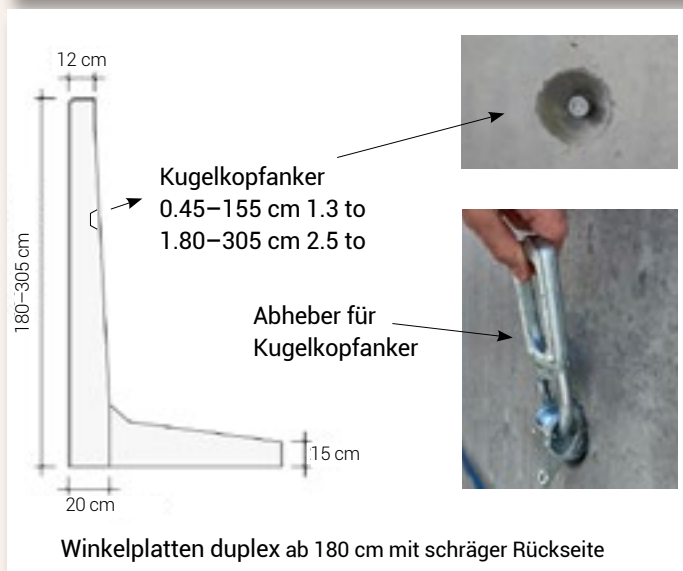 12 cm
Kugelkopfanker
0.45–155 cm 1.3 to
1.80–305 cm 2.5 to
180–305 cm
Abheber für
Kugelkopfanker
15 cm
20 cm
Winkelplatten duplex ab 180 cm mit schräger Rückseite